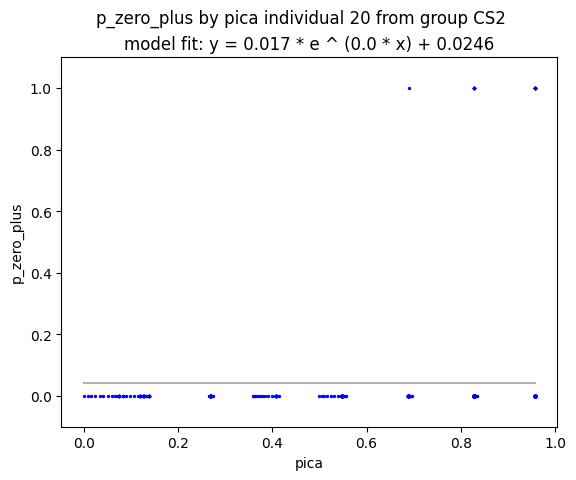 p_zero_plus by pica individual 20 from group CS2
model fit: y = 0.017 * e ^ (0.0 * x) + 0.0246
1.0
0.8
0.6
0.4
0.2
0.0
p_zero_plus
0.0 0.2 0.4 0.6 0.8 1.0
pica